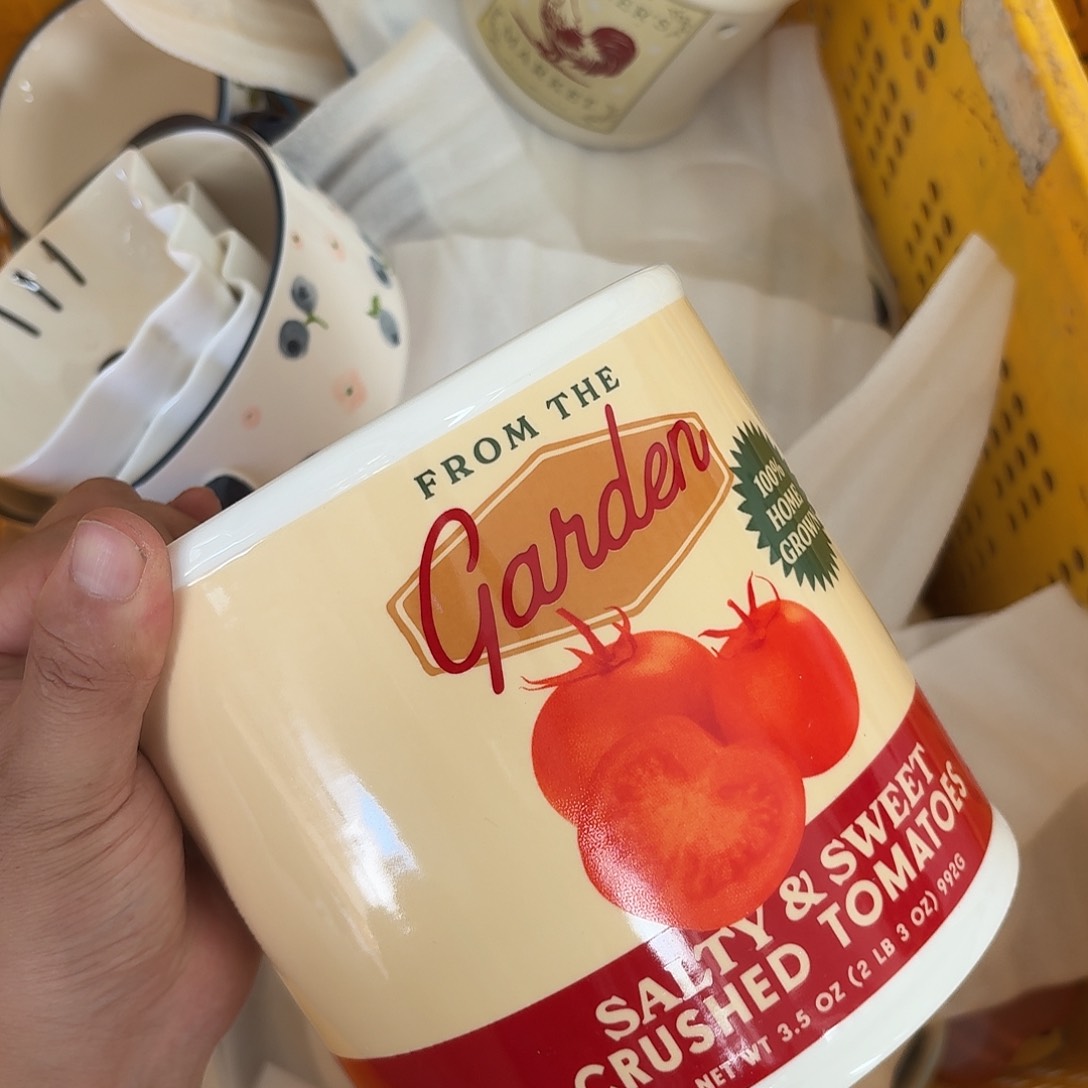 MARKET
FROM THE
Garden
100%
HOME
GROWN
SALTY & SWEET
CRUSHED TOMATOES
NET WT 3.5 OZ (2 LB 3 OZ) 992G